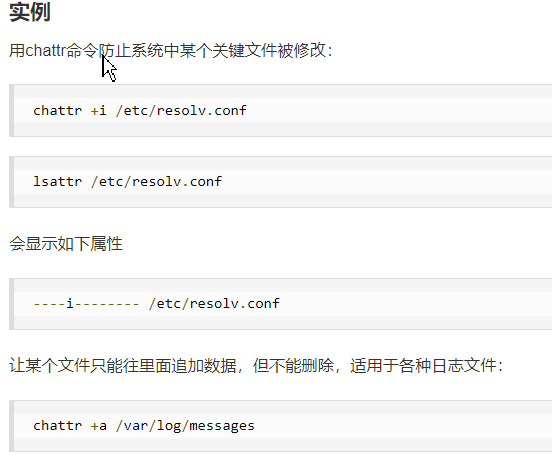 实例
用chattr命令防止系统中某个关键文件被修改：
chattr +i /etc/resolv.conf
lsattr /etc/resolv.conf
会显示如下属性
----i-------- /etc/resolv.conf
让某个文件只能往里面追加数据，但不能删除，适用于各种日志文件：
chattr +a /var/log/messages